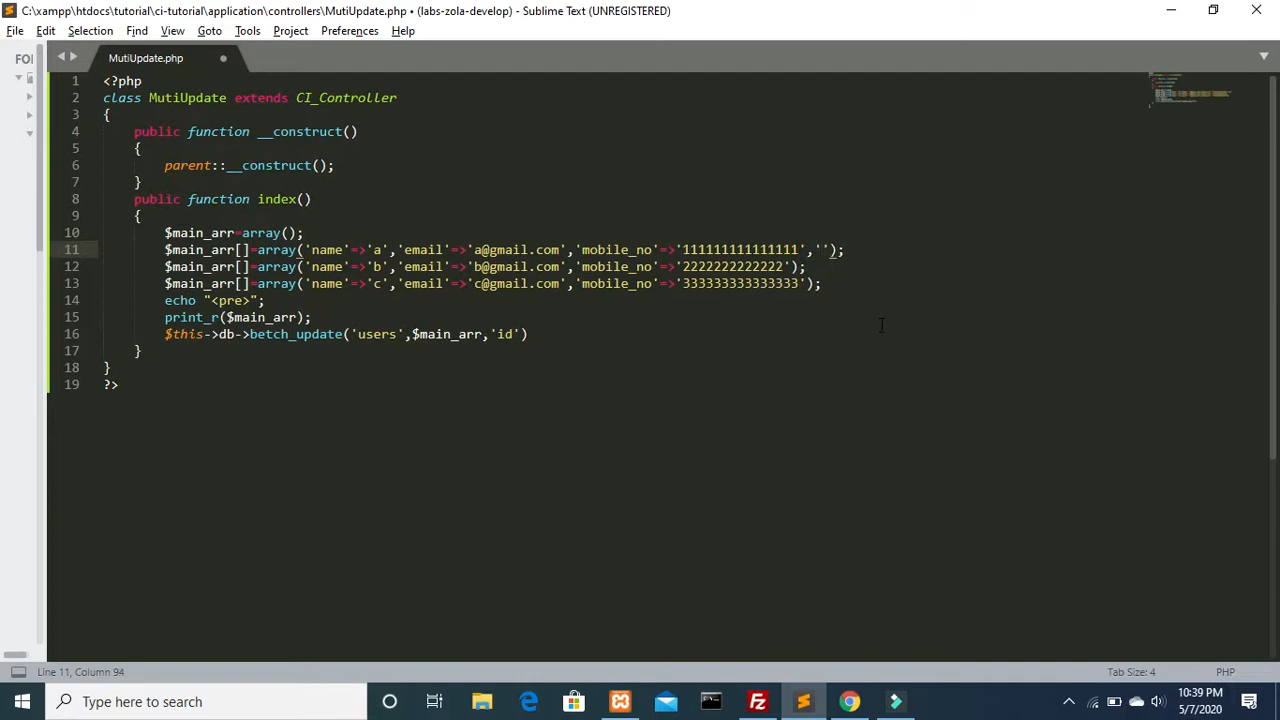 C:\xampp\htdocs\tutorial\ci-tutorial\application\controllers\MutiUpdate.php • (labs-zola-develop) - Sublime Text (UNREGISTERED)
File Edit Selection Find View Goto Tools Project Preferences Help
MutiUpdate.php
1 <?php
2 class MutiUpdate extends CI_Controller
3 {
4 public function __construct()
5 {
6 parent::__construct();
7 }
8 public function index()
9 {
10 $main_arr=array();
11 $main_arr[]=array('name'=>'a','email'=>'a@gmail.com','mobile_no'=>'111111111111111','');
12 $main_arr[]=array('name'=>'b','email'=>'b@gmail.com','mobile_no'=>'2222222222222');
13 $main_arr[]=array('name'=>'c','email'=>'c@gmail.com','mobile_no'=>'333333333333333');
14 echo "<pre>";
15 print_r($main_arr);
16 $this->db->betch_update('users',$main_arr,'id')
17 }
18 }
19 ?>
Line 11, Column 94
Tab Size: 4
PHP
Type here to search
10:39 PM
5/7/2020